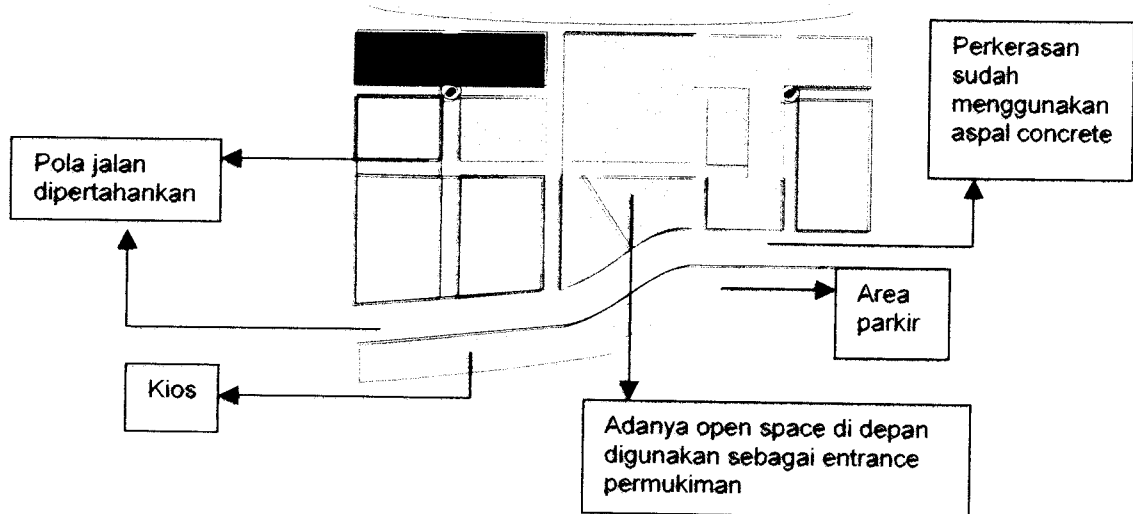 Perkerasan
sudah
menggunakan
aspal concrete
Pola jalan
dipertahankan
Area
parkir
Kios
Adanya open space di depan
digunakan sebagai entrance
permukiman